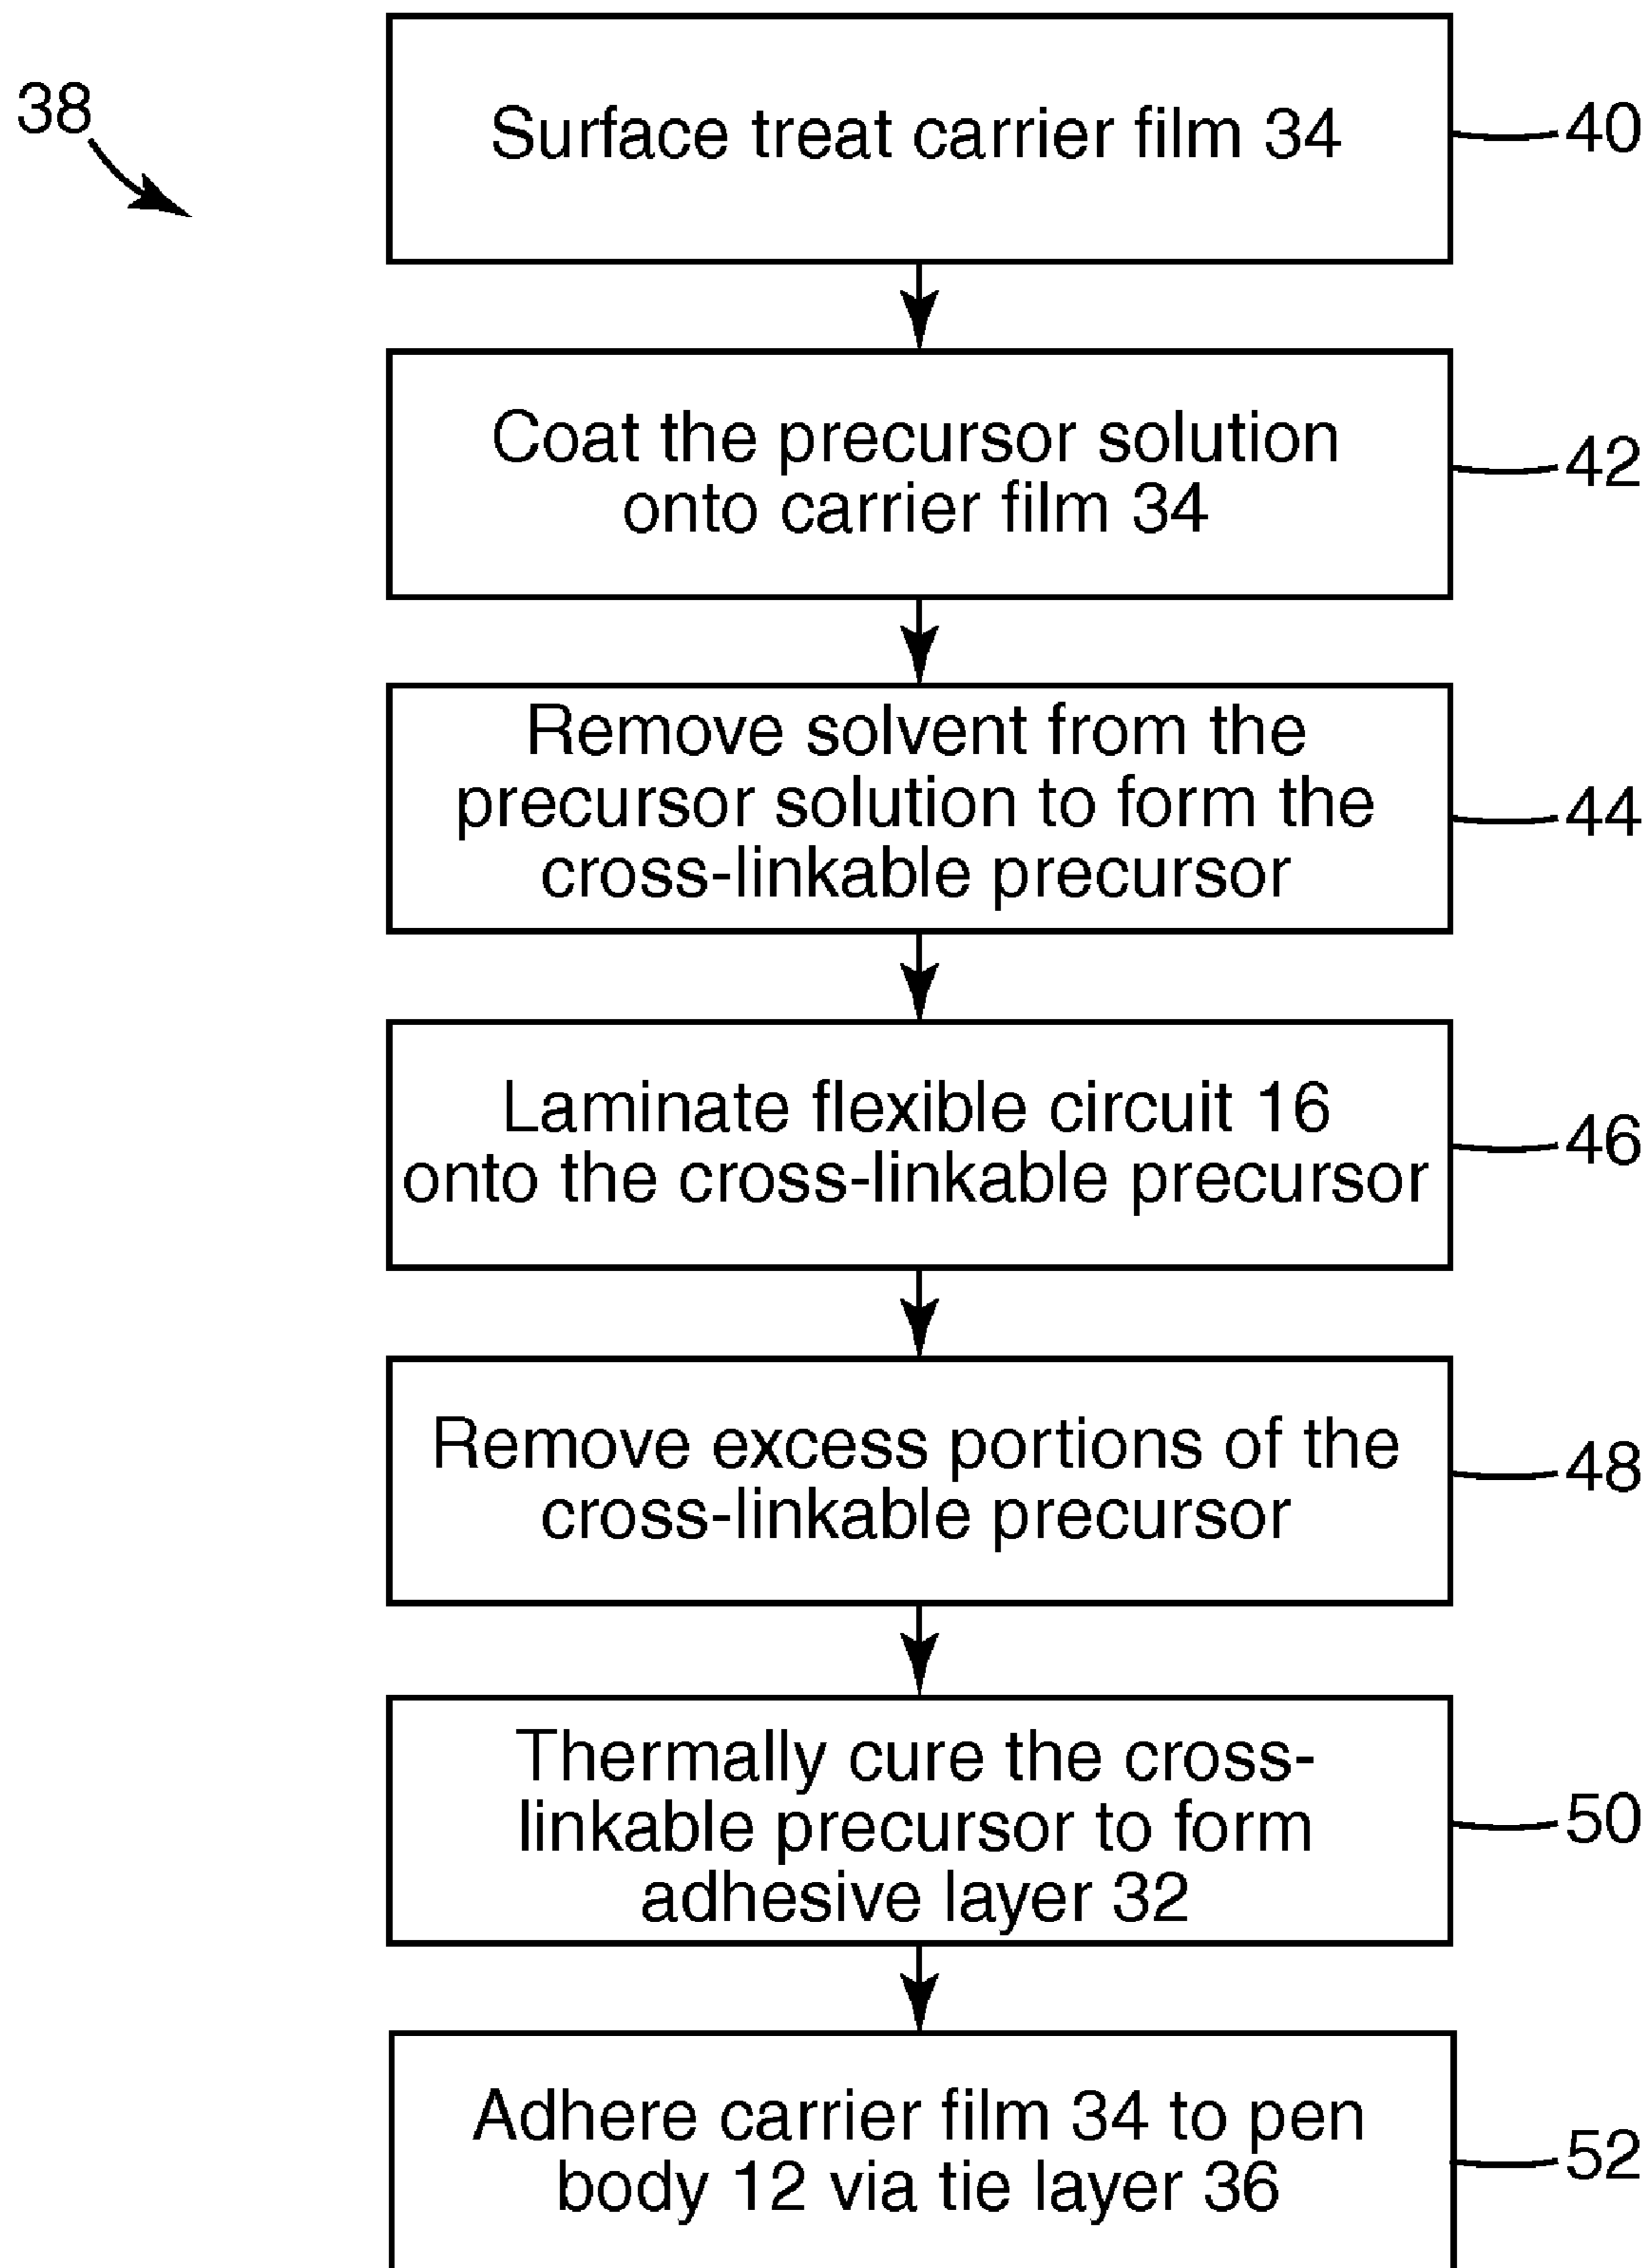 38
Surface treat carrier film 34
40
Coat the precursor solution
onto carrier film 34
42
Remove solvent from the
precursor solution to form the
cross-linkable precursor
44
Laminate flexible circuit 16
onto the cross-linkable precursor
46
Remove excess portions of the
cross-linkable precursor
48
Thermally cure the cross-
linkable precursor to form
adhesive layer 32
50
Adhere carrier film 34 to pen
body 12 via tie layer 36
52